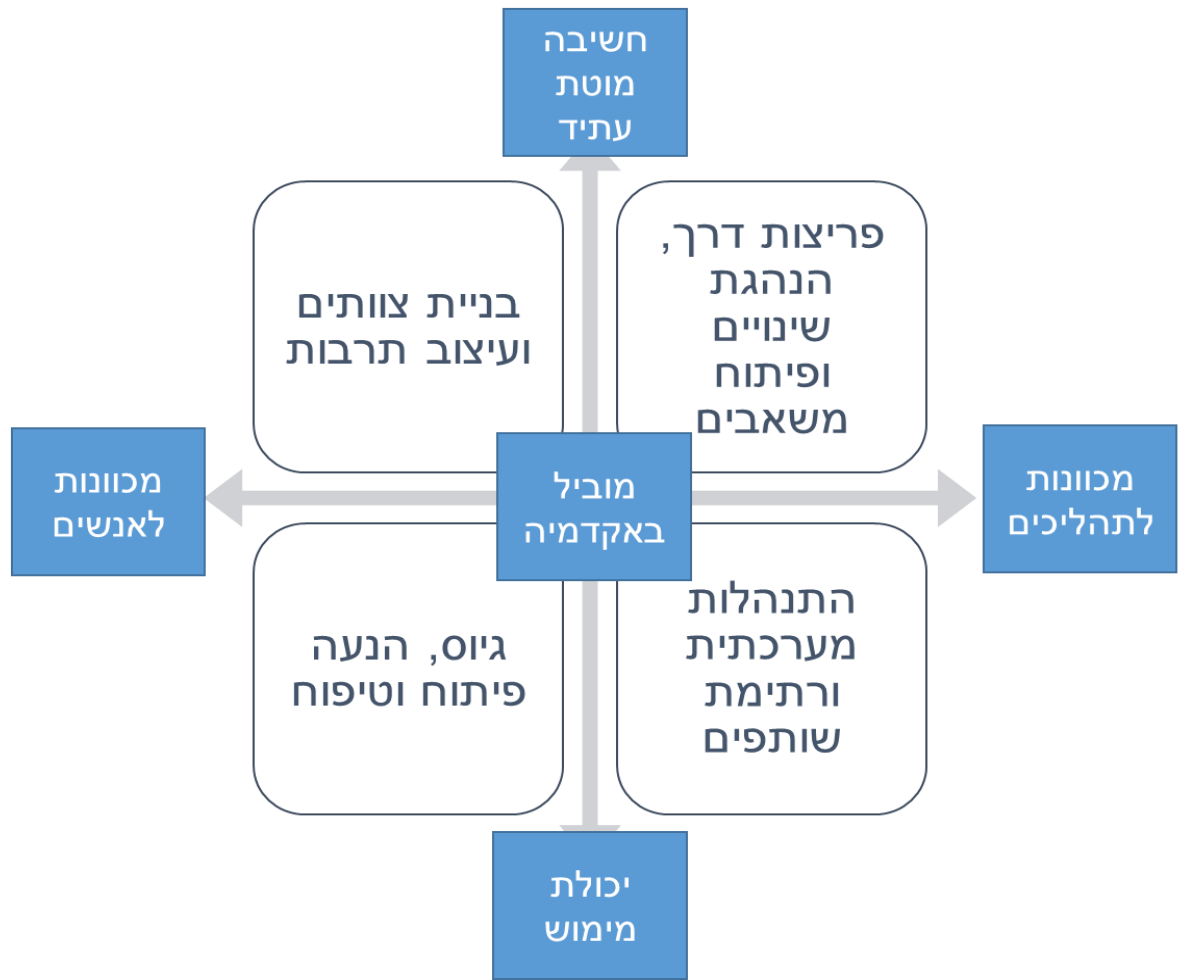 חשיבה
מוטת
עתיד
פריצות דרך,
הנהגת
שינויים
ופיתוח
משאבים
בניית צוותים
ועיצוב תרבות
מכוונות
לתהליכים
מוביל
באקדמיה
מכוונות
לאנשים
התנהלות
מערכתית
ורתימת
שותפים
גיוס, הנעה
פיתוח וטיפוח
יכולת
מימוש